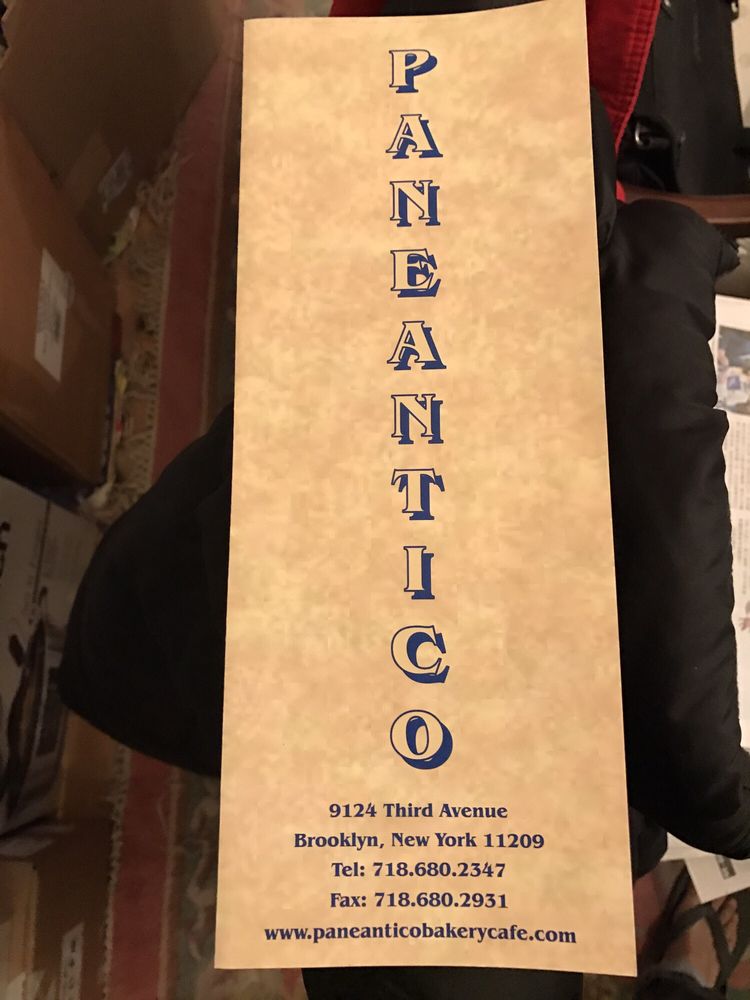 PANEANTICO
9124 Third Avenue
Brooklyn, New York 11209
Tel: 718.680.2347
Fax: 718.680.2931
www.paneanticobakerycafe.com